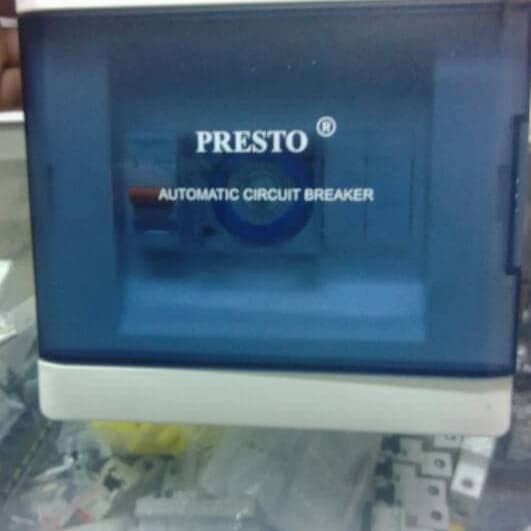 PRESTO ®
AUTOMATIC CIRCUIT BREAKER